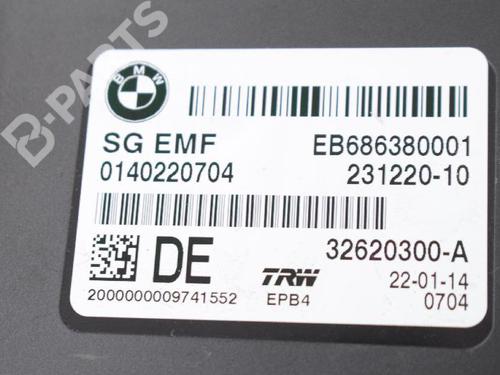 B-PARTS
BMW
SG EMF EB686380001
0140220704 231220-10
32620300-A
DE TRW 22-01-14
2000000009741552 EPB4 0704